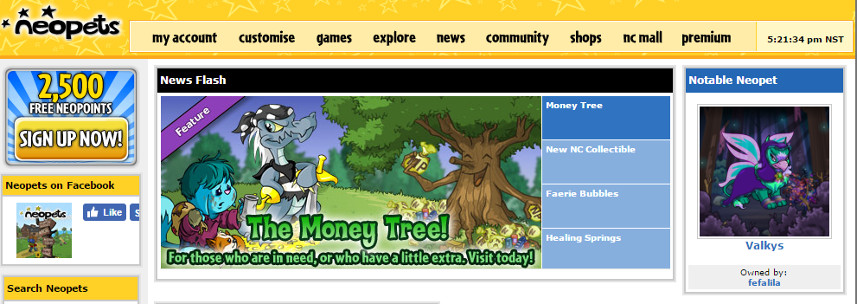 neopets
my account customise games explore news community shops nc mall premium
5:21:34 pm NST
2,500
FREE NEOPOINTS
SIGN UP NOW!
Neopets on Facebook
neopets
Like
S
Search Neopets
News Flash
Feature
The Money Tree!
For those who are in need, or who have a little extra. Visit today!
Money Tree
New NC Collectible
Faerie Bubbles
Healing Springs
Notable Neopet
Valkys
Owned by:
fefalila